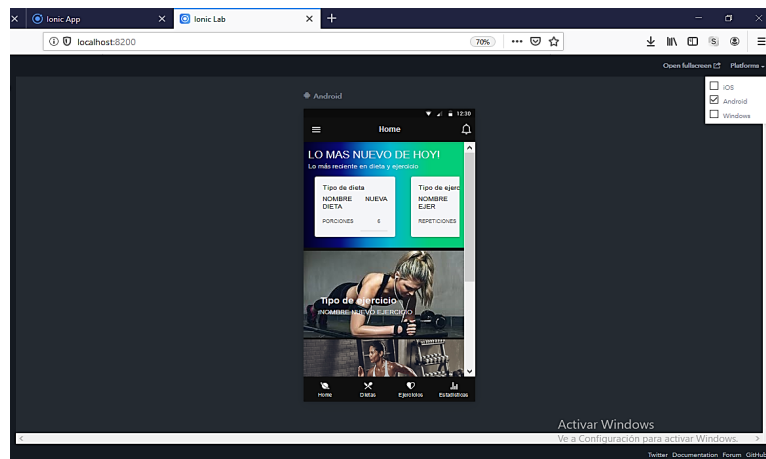 Ionic App
Ionic Lab
localhost:8200
70%
Open fullscreen
Platforms
iOS
Android
Windows
Android
12:30
Home
LO MAS NUEVO DE HOY!
Lo más reciente en dieta y ejercicio
Tipo de dieta
NOMBRE DIETA
NUEVA
PORCIONES
6
Tipo de ejerc
NOMBRE EJER
REPETICIONES
Tipo de ejercicio
NOMBRE NUEVO EJERCICIO
Home
Dietas
Ejercicios
Estadísticas
Activar Windows
Ve a Configuración para activar Windows.
Twitter Documentation Forum GitHub